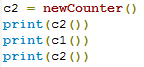 c2 = newCounter()
print(c2())
print(c1())
print(c2())